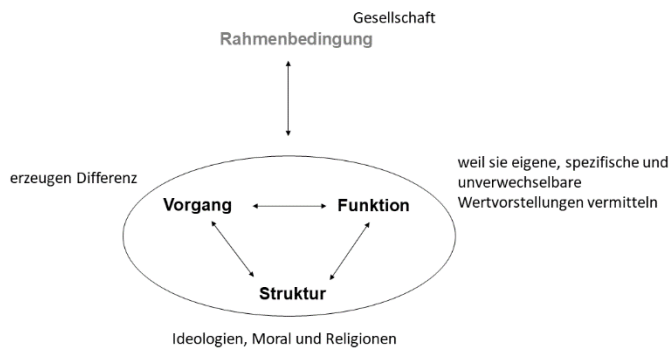 Gesellschaft
Rahmenbedingung
erzeugen Differenz
weil sie eigene, spezifische und
unverwechselbare
Wertvorstellungen vermitteln
Vorgang
Funktion
Struktur
Ideologien, Moral und Religionen